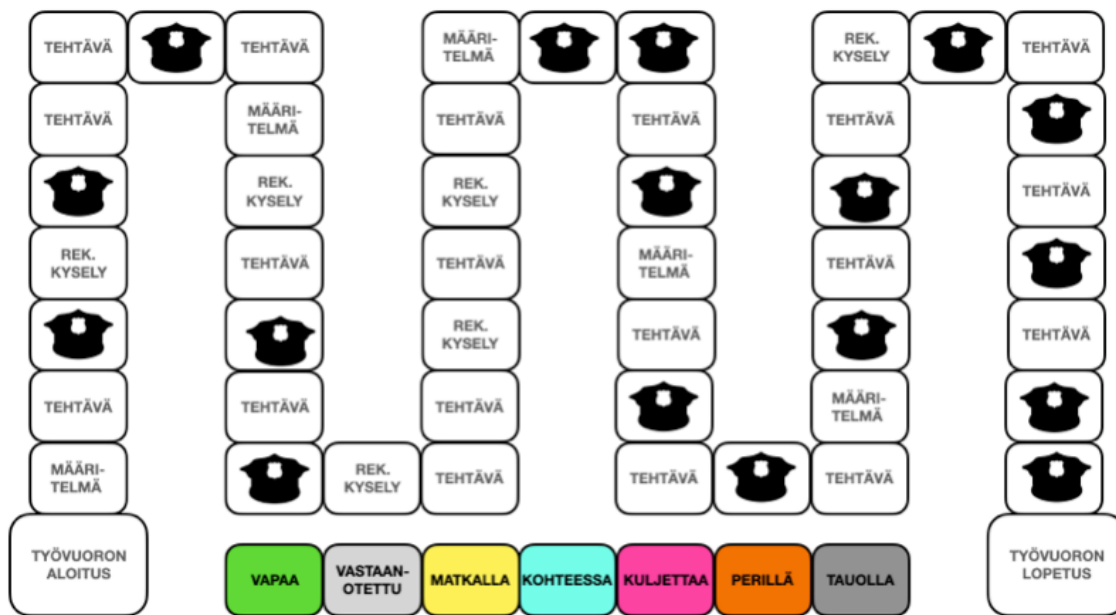 TEHTÄVÄ
TEHTÄVÄ
MÄÄRI-
TELMÄ
REK.
KYSELY
TEHTÄVÄ
TEHTÄVÄ
MÄÄRI-
TELMÄ
TEHTÄVÄ
TEHTÄVÄ
TEHTÄVÄ
REK.
KYSELY
REK.
KYSELY
TEHTÄVÄ
REK.
KYSELY
TEHTÄVÄ
TEHTÄVÄ
MÄÄRI-
TELMÄ
TEHTÄVÄ
REK.
KYSELY
TEHTÄVÄ
TEHTÄVÄ
TEHTÄVÄ
TEHTÄVÄ
TEHTÄVÄ
MÄÄRI-
TELMÄ
MÄÄRI-
TELMÄ
REK.
KYSELY
TEHTÄVÄ
TEHTÄVÄ
TEHTÄVÄ
TYÖVUORON
ALOITUS
VAPAA
VASTAAN-
OTETTU
MATKALLA
KOHTEESSA
KULJETTAA
PERILLÄ
TAUOLLA
TYÖVUORON
LOPETUS